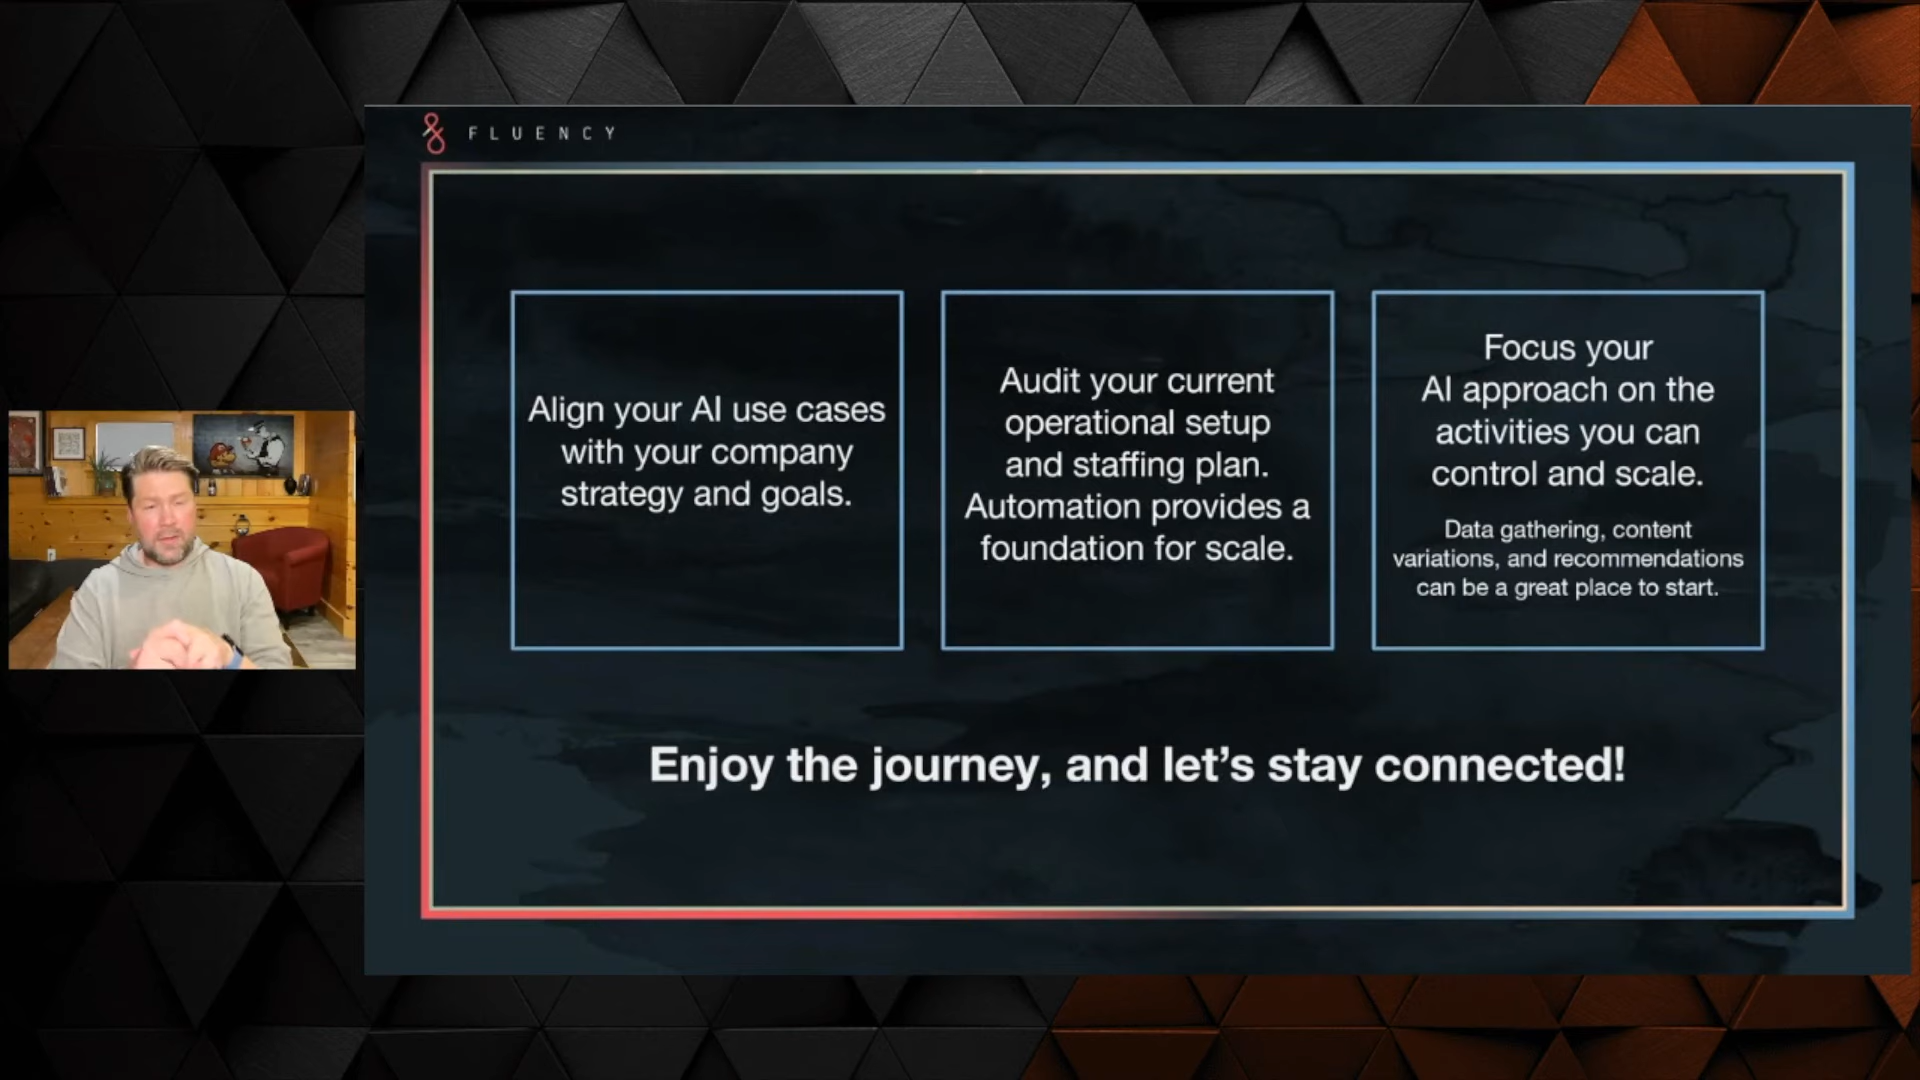 FLUENCY
Align your AI use cases
with your company
strategy and goals.
Audit your current
operational setup
and staffing plan.
Automation provides a
foundation for scale.
Focus your
AI approach on the
activities you can
control and scale.
Data gathering, content
variations, and recommendations
can be a great place to start.
Enjoy the journey, and let’s stay connected!